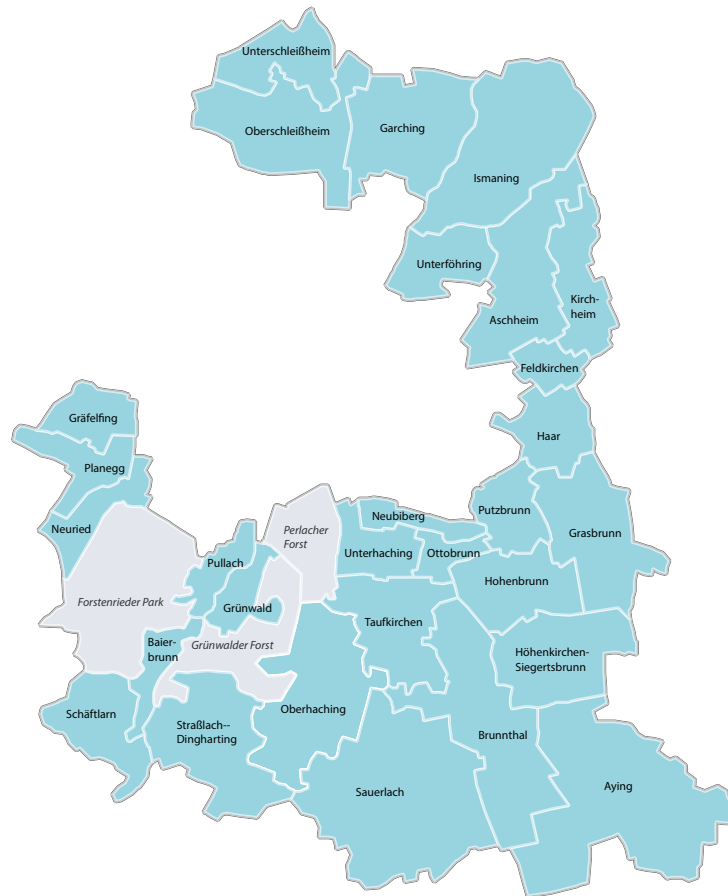 Unterschleißheim
Oberschleißheim
Garching
Ismaning
Unterföhring
Kirch-
heim
Aschheim
Feldkirchen
Gräfelfing
Haar
Planegg
Neuried
Putzbrunn
Neubiberg
Perlacher
Forst
Grasbrunn
Unterhaching
Ottobrunn
Pullach
Hohenbrunn
Forstenrieder Park
Grünwald
Taufkirchen
Baier-
brunn
Grünwalder Forst
Höhenkirchen-
Siegertsbrunn
Schäftlarn
Oberhaching
Straßlach--
Dingharting
Brunnthal
Sauerlach
Aying